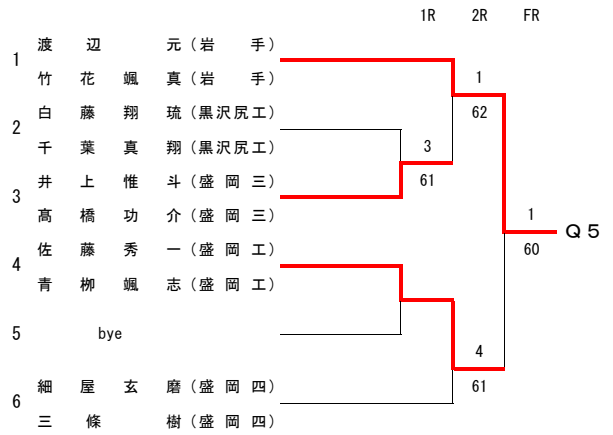 1R 2R FR
1 渡辺 元(岩 手)
竹花颯真(岩 手)
2 白藤翔琉(黒沢尻工)
千葉真翔(黒沢尻工)
3 井上惟斗(盛岡三)
髙橋功介(盛岡三)
4 佐藤秀一(盛岡工)
青栁颯志(盛岡工)
5 bye
6 細屋玄磨(盛岡四)
三條 樹(盛岡四)
3
61
1
62
4
61
1
60
Q5